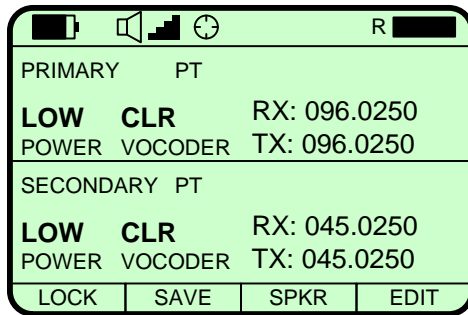 R
PRIMARY PT
LOW CLR RX: 096.0250
POWER VOCODER TX: 096.0250
SECONDARY PT
LOW CLR RX: 045.0250
POWER VOCODER TX: 045.0250
LOCK SAVE SPKR EDIT